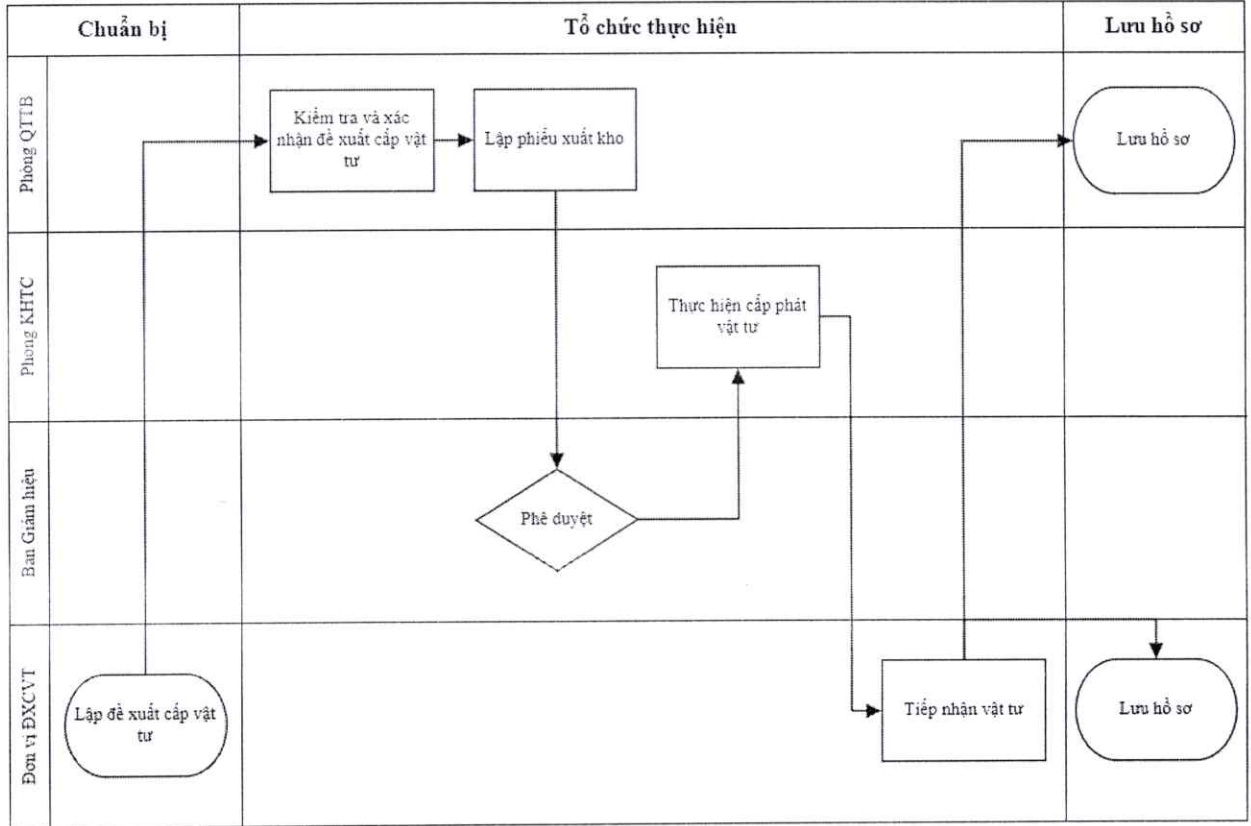 Chuẩn bị
Tổ chức thực hiện
Lưu hồ sơ
Phòng QTTB
Kiểm tra và xác
nhận đề xuất cấp vật
tư
Lập phiếu xuất kho
Lưu hồ sơ
Phòng KHTC
Thực hiện cấp phát
vật tư
Ban Giám hiệu
Phê duyệt
Đơn vị ĐXCVT
Lập đề xuất cấp vật
tư
Tiếp nhận vật tư
Lưu hồ sơ